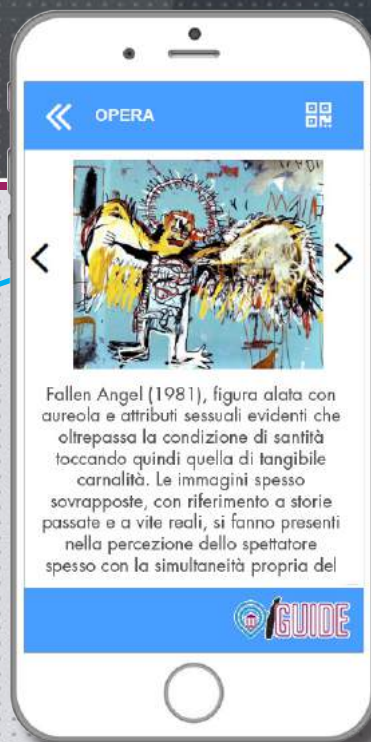 OPERA
Fallen Angel (1981), figura alata con
aureola e attributi sessuali evidenti che
oltrepassa la condizione di santità
toccando quindi quella di tangibile
carnalità. Le immagini spesso
sovrapposte, con riferimento a storie
passate e a vite reali, si fanno presenti
nella percezione dello spettatore
spesso con la simultaneità propria del
GUIDE